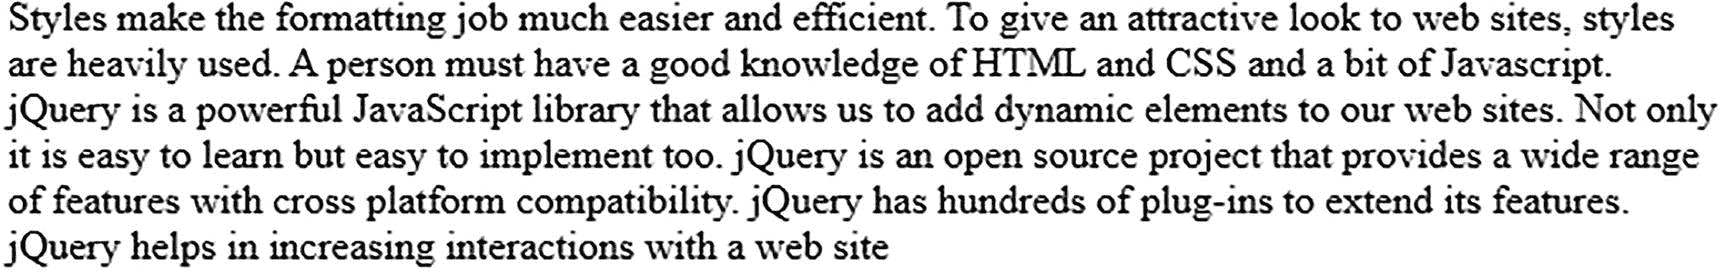 Styles make the formatting job much easier and efficient. To give an attractive look to web sites, styles
are heavily used. A person must have a good knowledge of HTML and CSS and a bit of Javascript.
jQuery is a powerful JavaScript library that allows us to add dynamic elements to our web sites. Not only
it is easy to learn but easy to implement too. jQuery is an open source project that provides a wide range
of features with cross platform compatibility. jQuery has hundreds of plug-ins to extend its features.
jQuery helps in increasing interactions with a web site